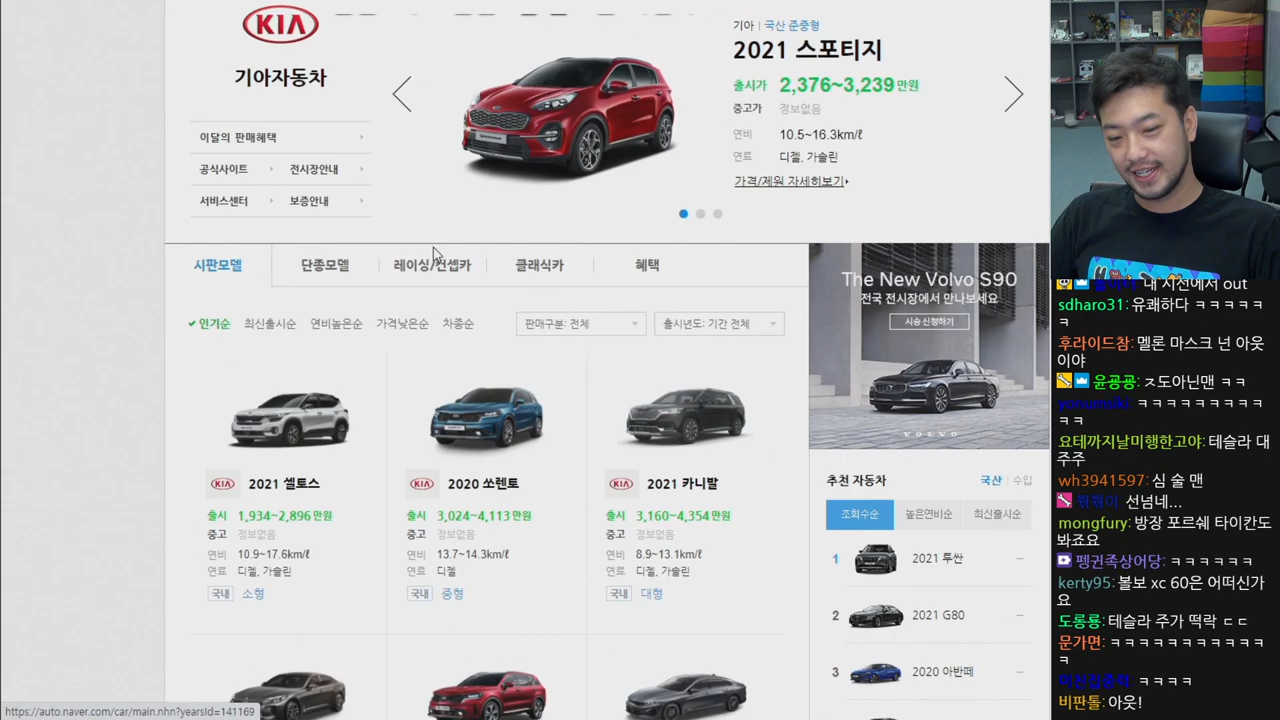 KIA
기아자동차
이달의 판매혜택
공식사이트
전시장안내
서비스센터
보증안내
기아 | 국산 준중형
2021 스포티지
출시가 2,376~3,239 만원
중고가 정보없음
연비 10.5~16.3km/ℓ
연료 디젤, 가솔린
가격/제원 자세히보기
시판모델
단종모델
레이싱/컨셉카
클래식카
혜택
인기순
최신출시순
연비높은순
가격낮은순
차종순
판매구분: 전체
출시년도: 기간 전체
KIA 2021 셀토스
출시 1,934~2,896 만원
중고 정보없음
연비 10.9~17.6km/ℓ
연료 디젤, 가솔린
국내 소형
KIA 2020 쏘렌토
출시 3,024~4,113 만원
중고 정보없음
연비 13.7~14.3km/ℓ
연료 디젤
국내 중형
KIA 2021 카니발
출시 3,160~4,354 만원
중고 정보없음
연비 8.9~13.1km/ℓ
연료 디젤, 가솔린
국내 대형
The New Volvo S90
전국 전시장에서 만나보세요
시승 신청하기
VOLVO
추천 자동차
국산 | 수입
조회수순
높은연비순
최신출시순
1 2021 투싼 –
2 2021 G80 –
3 2020 아반떼 –
https://auto.naver.com/car/main.nhn?yearsId=141169
내 시선에서 out
sdharo31: 유쾌하다 ㅋㅋㅋㅋㅋ
ㅋ
후라이드참: 멜론 마스크 넌 아웃
이야
윤굥굥: ㅈ도아닌맨 ㅋㅋ
ㅋㅋㅋㅋㅋㅋㅋㅋㅋ
ㅋㅋ
요테까지날미행한고야: 테슬라 대
주주
wh3941597: 심 술 맨
선넘네...
mongfury: 방장 포르쉐 타이칸도
봐죠요
펭귄족상어당: ㅋㅋㅋㅋㅋㅋ
kerty95: 볼보 xc 60은 어떠신가
요
도롱룡: 테슬라 주가 떡락 ㄷㄷ
문가면: ㅋㅋㅋㅋㅋㅋㅋㅋㅋㅋㅋ
ㅋ
ㅋㅋㅋㅋ
비판톨: 아웃!